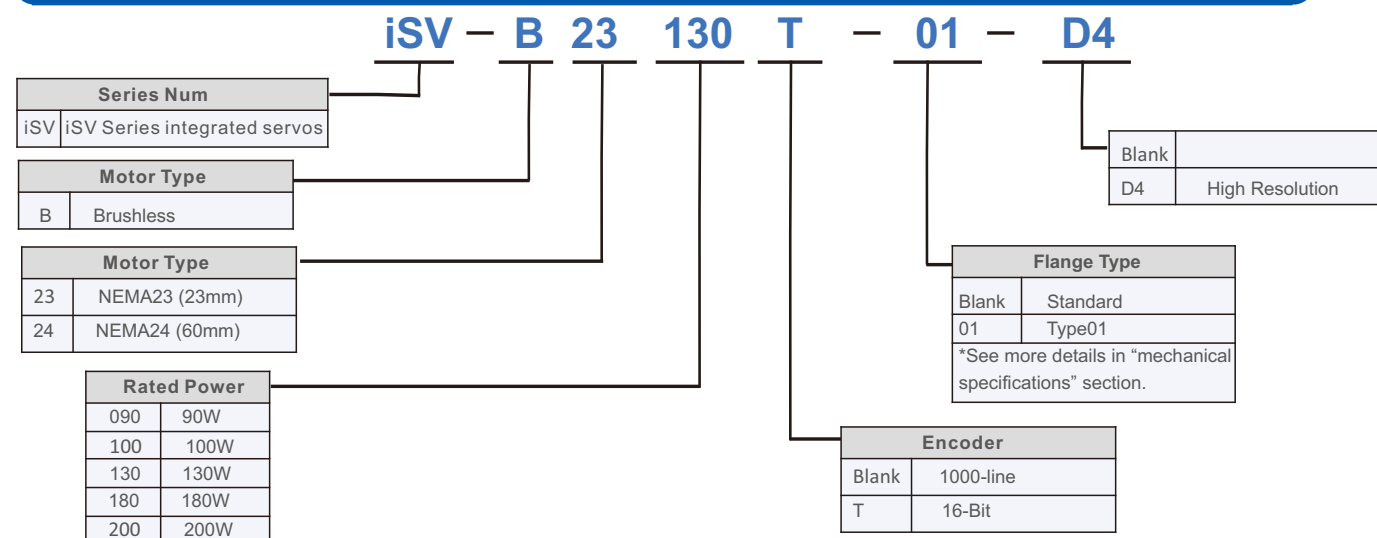 iSV – B 23 130 T – 01 – D4
Series Num
iSV iSV Series integrated servos
Motor Type
B Brushless
Motor Type
23 NEMA23 (23mm)
24 NEMA24 (60mm)
Rated Power
090 90W
100 100W
130 130W
180 180W
200 200W
Blank
D4 High Resolution
Flange Type
Blank Standard
01 Type01
*See more details in “mechanical
specifications” section.
Encoder
Blank 1000-line
T 16-Bit